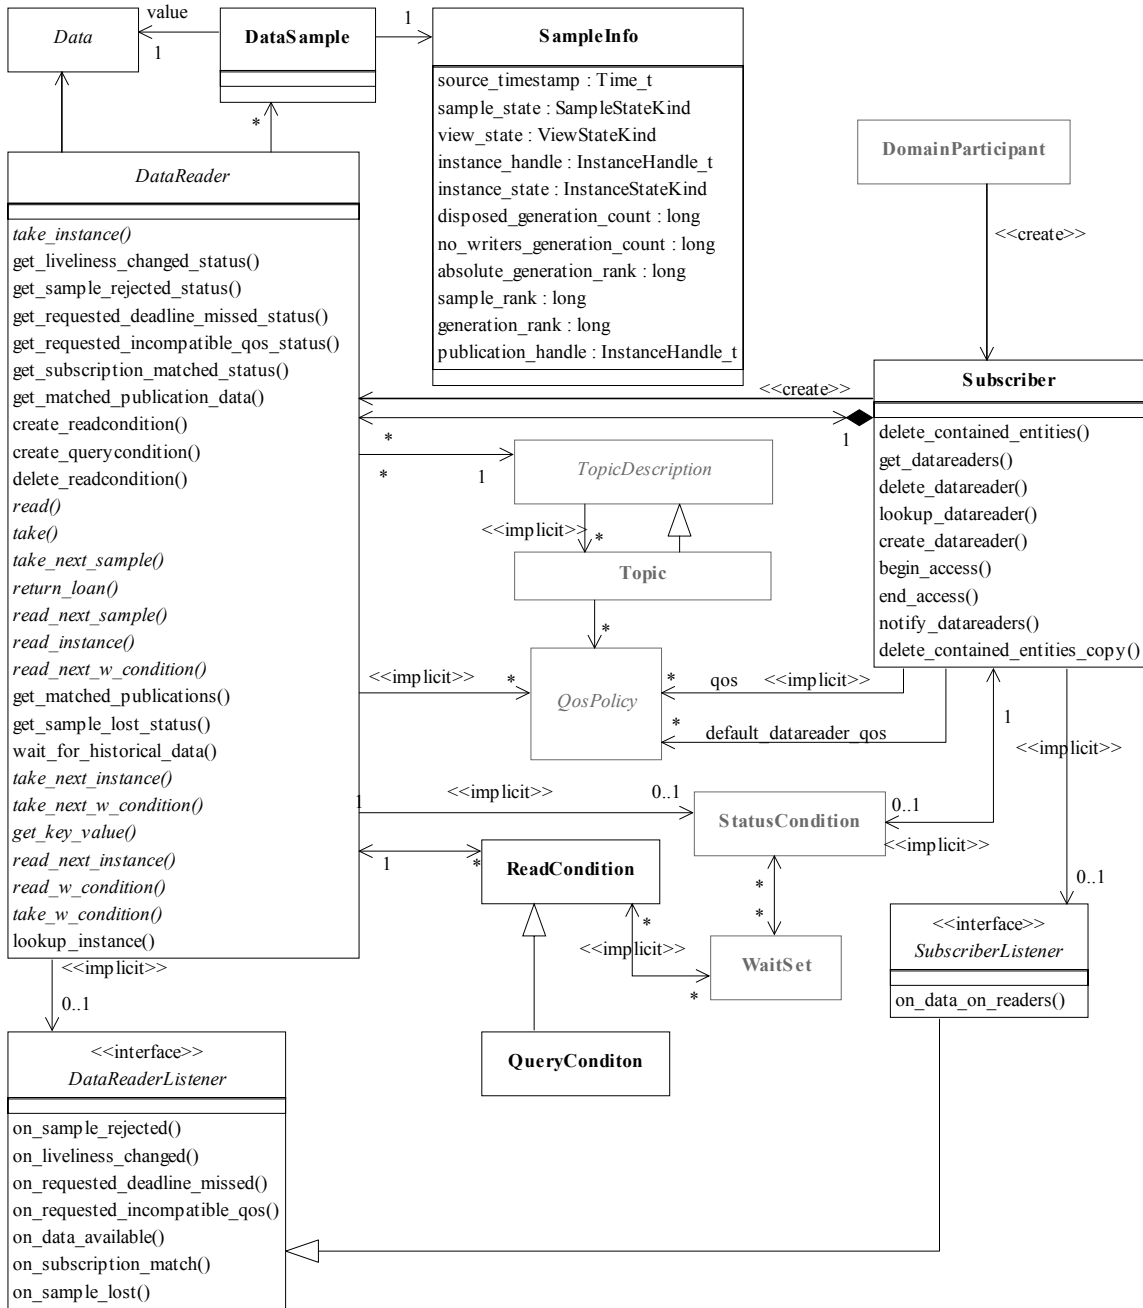 value
1
1
Data
DataSample
SampleInfo
source_timestamp : Time_t
sample_state : SampleStateKind
view_state : ViewStateKind
instance_handle : InstanceHandle_t
instance_state : InstanceStateKind
disposed_generation_count : long
no_writers_generation_count : long
absolute_generation_rank : long
sample_rank : long
generation_rank : long
publication_handle : InstanceHandle_t
*
DataReader
take_instance()
get_liveliness_changed_status()
get_sample_rejected_status()
get_requested_deadline_missed_status()
get_requested_incompatible_qos_status()
get_subscription_matched_status()
get_matched_publication_data()
create_readcondition()
create_querycondition()
delete_readcondition()
read()
take()
take_next_sample()
return_loan()
read_next_sample()
read_instance()
read_next_w_condition()
get_matched_publications()
get_sample_lost_status()
wait_for_historical_data()
take_next_instance()
take_next_w_condition()
get_key_value()
read_next_instance()
read_w_condition()
take_w_condition()
lookup_instance()
DomainParticipant
<<create>>
<<create>>
Subscriber
delete_contained_entities()
get_datareaders()
delete_datareader()
lookup_datareader()
create_datareader()
begin_access()
end_access()
notify_datareaders()
delete_contained_entities_copy()
*
1
*
1
TopicDescription
<<implicit>>
*
Topic
*
<<implicit>>
*
QosPolicy
*
qos
<<implicit>>
*
default_datareader_qos
1
<<implicit>>
1
<<implicit>>
0..1
StatusCondition
0..1
<<implicit>>
1
*
ReadCondition
*
*
*
<<implicit>>
*
WaitSet
0..1
<<interface>>
SubscriberListener
on_data_on_readers()
<<implicit>>
0..1
QueryConditon
<<interface>>
DataReaderListener
on_sample_rejected()
on_liveliness_changed()
on_requested_deadline_missed()
on_requested_incompatible_qos()
on_data_available()
on_subscription_match()
on_sample_lost()